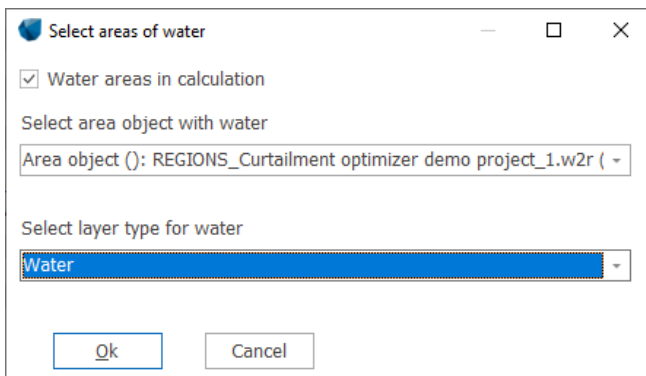 Select areas of water
Water areas in calculation
Select area object with water
Area object (): REGIONS_Curtailment optimizer demo project_1.w2r (
Select layer type for water
Water
Ok
Cancel